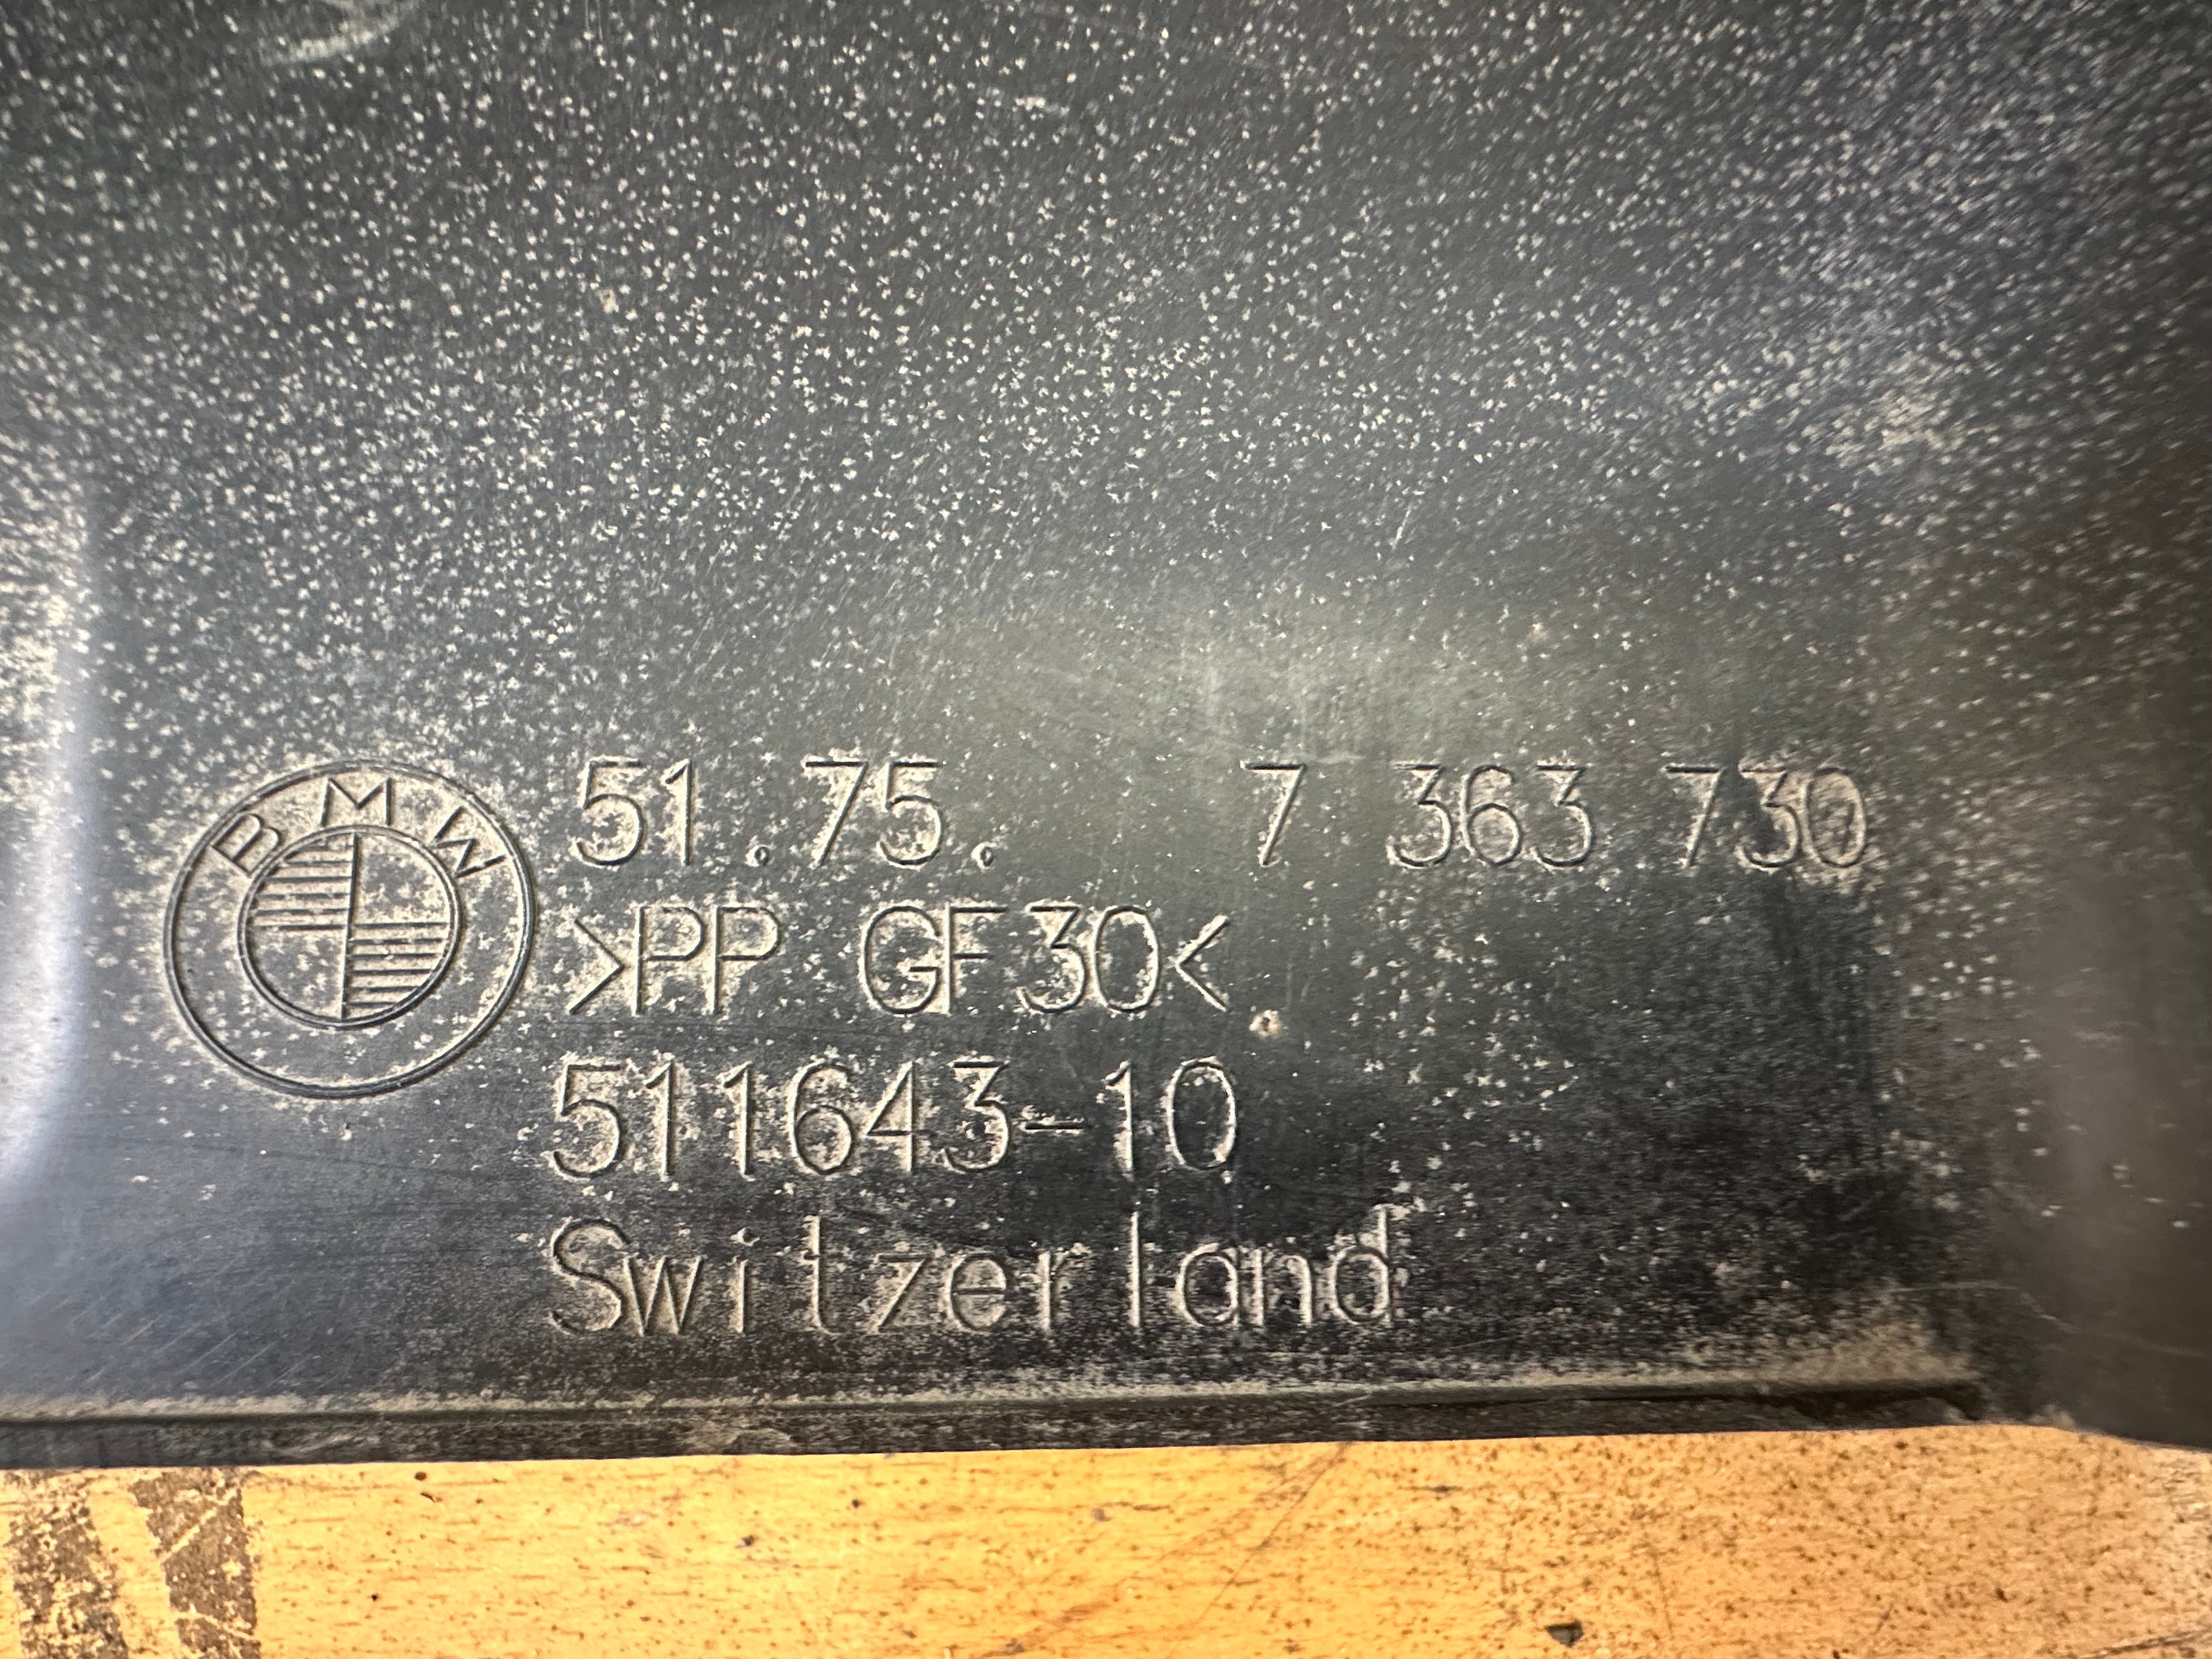 BMW
51.75. 7 363 730
>PP GF30<
511643-10
Switzerland